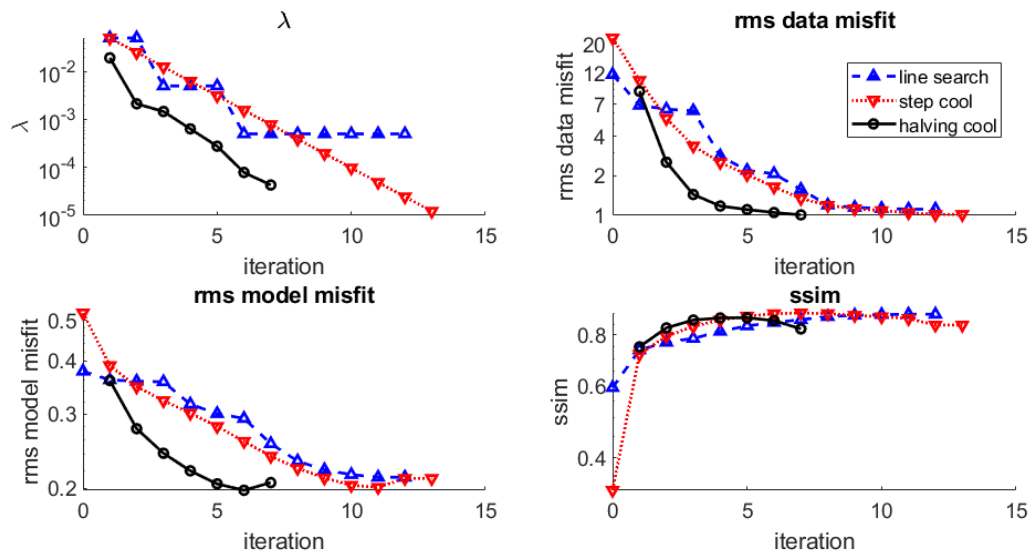 λ
λ
10⁻²
10⁻³
10⁻⁴
10⁻⁵
0 5 10 15
iteration
rms data misfit
rms data misfit
20
12
7
4
2
1
0 5 10 15
iteration
line search
step cool
halving cool
rms model misfit
rms model misfit
0.5
0.4
0.3
0.2
0 5 10 15
iteration
ssim
ssim
0.8
0.6
0.4
0 5 10 15
iteration